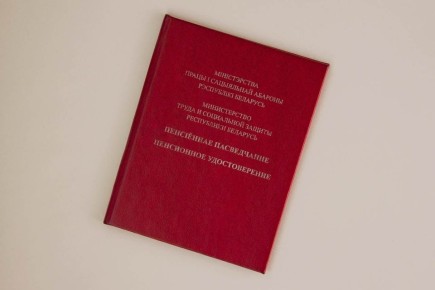 МІНІСТЭРСТВА
ПРАЦЫ І САЦЫЯЛЬНАЙ АБАРОНЫ
РЭСПУБЛІКІ БЕЛАРУСЬ
МИНИСТЕРСТВО
ТРУДА И СОЦИАЛЬНОЙ ЗАЩИТЫ
РЕСПУБЛИКИ БЕЛАРУСЬ
ПЕНСІЁННАЕ ПАСВЕДЧАННЕ
ПЕНСИОННОЕ УДОСТОВЕРЕНИЕ